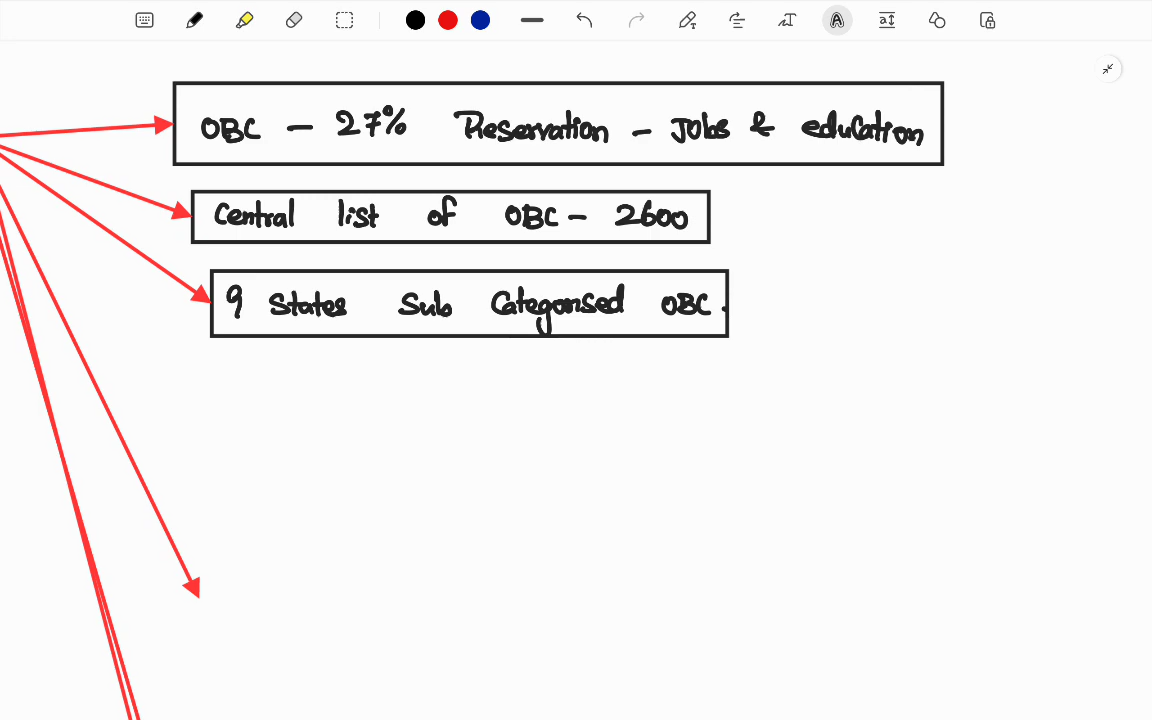 OBC - 27% Reservation - Jobs & education
Central list of OBC - 2600
9 States Sub Categorised OBC.